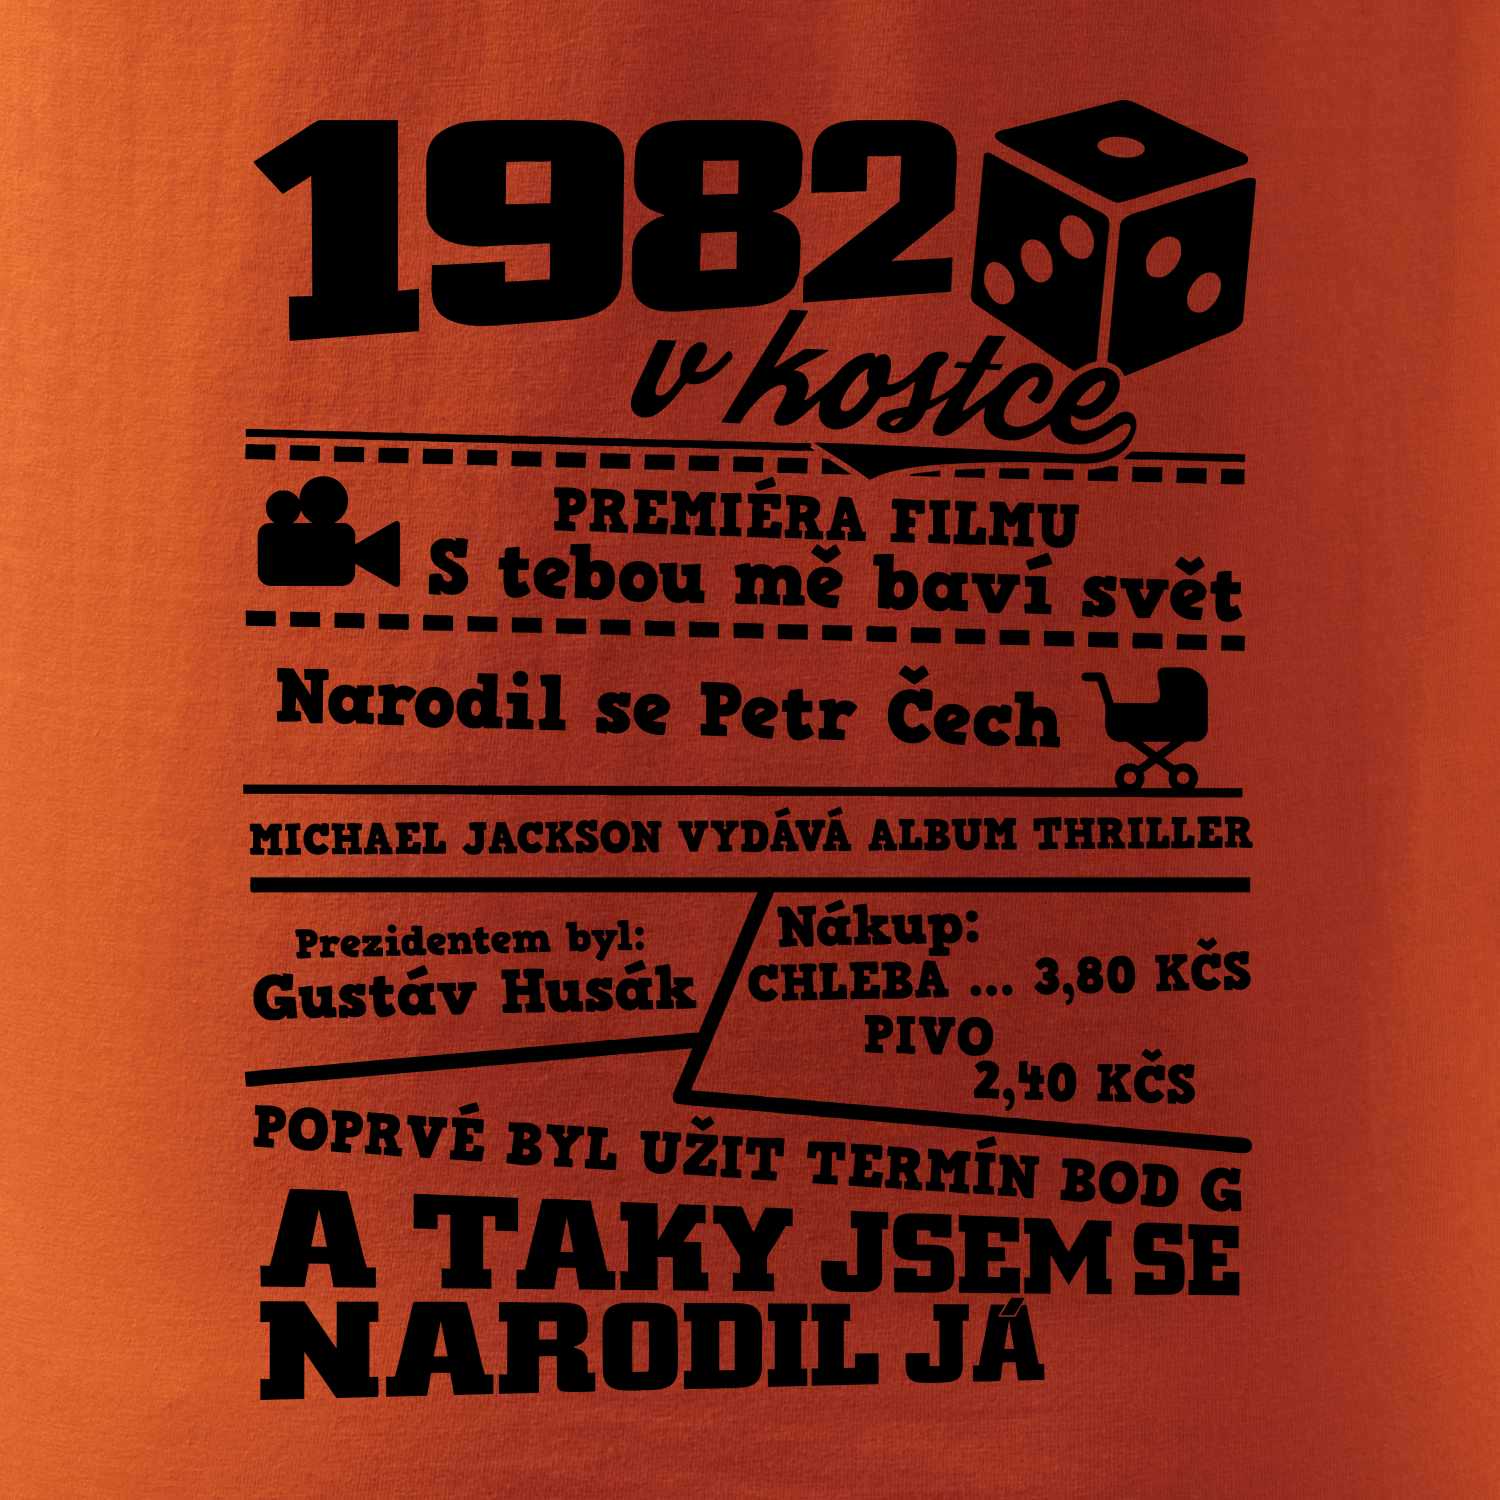 1982
v kostce
PREMIÉRA FILMU
S tebou mě baví svět
Narodil se Petr Čech
MICHAEL JACKSON VYDÁVÁ ALBUM THRILLER
Prezidentem byl:
Gustáv Husák
Nákup:
CHLEBA ... 3,80 KČS
PIVO
2,40 KČS
POPRVÉ BYL UŽIT TERMÍN BOD G
A TAKY JSEM SE
NARODIL JÁ